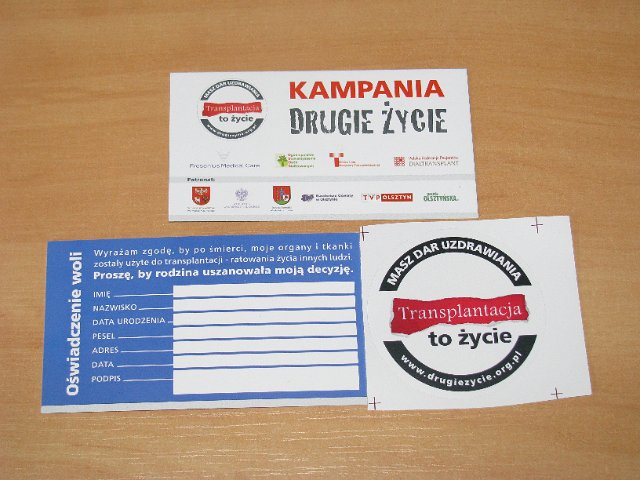 MASZ DAR UZDRAWIANIA
Transplantacja
to życie
www.drugiezycie.org.pl
KAMPANIA
DRUGIE ŻYCIE
Fresenius Medical Care
DIALTRANSPLANT
Patronat:
TVP OLSZTYN
gazeta
OLSZTYŃSKA
Oświadczenie woli
Wyrażam zgodę, by po śmierci, moje organy i tkanki
zostały użyte do transplantacji - ratowania życia innych ludzi.
Proszę, by rodzina uszanowała moją decyzję.
IMIĘ
NAZWISKO
DATA URODZENIA
PESEL
ADRES
DATA
PODPIS
MASZ DAR UZDRAWIANIA
Transplantacja
to życie
www.drugiezycie.org.pl